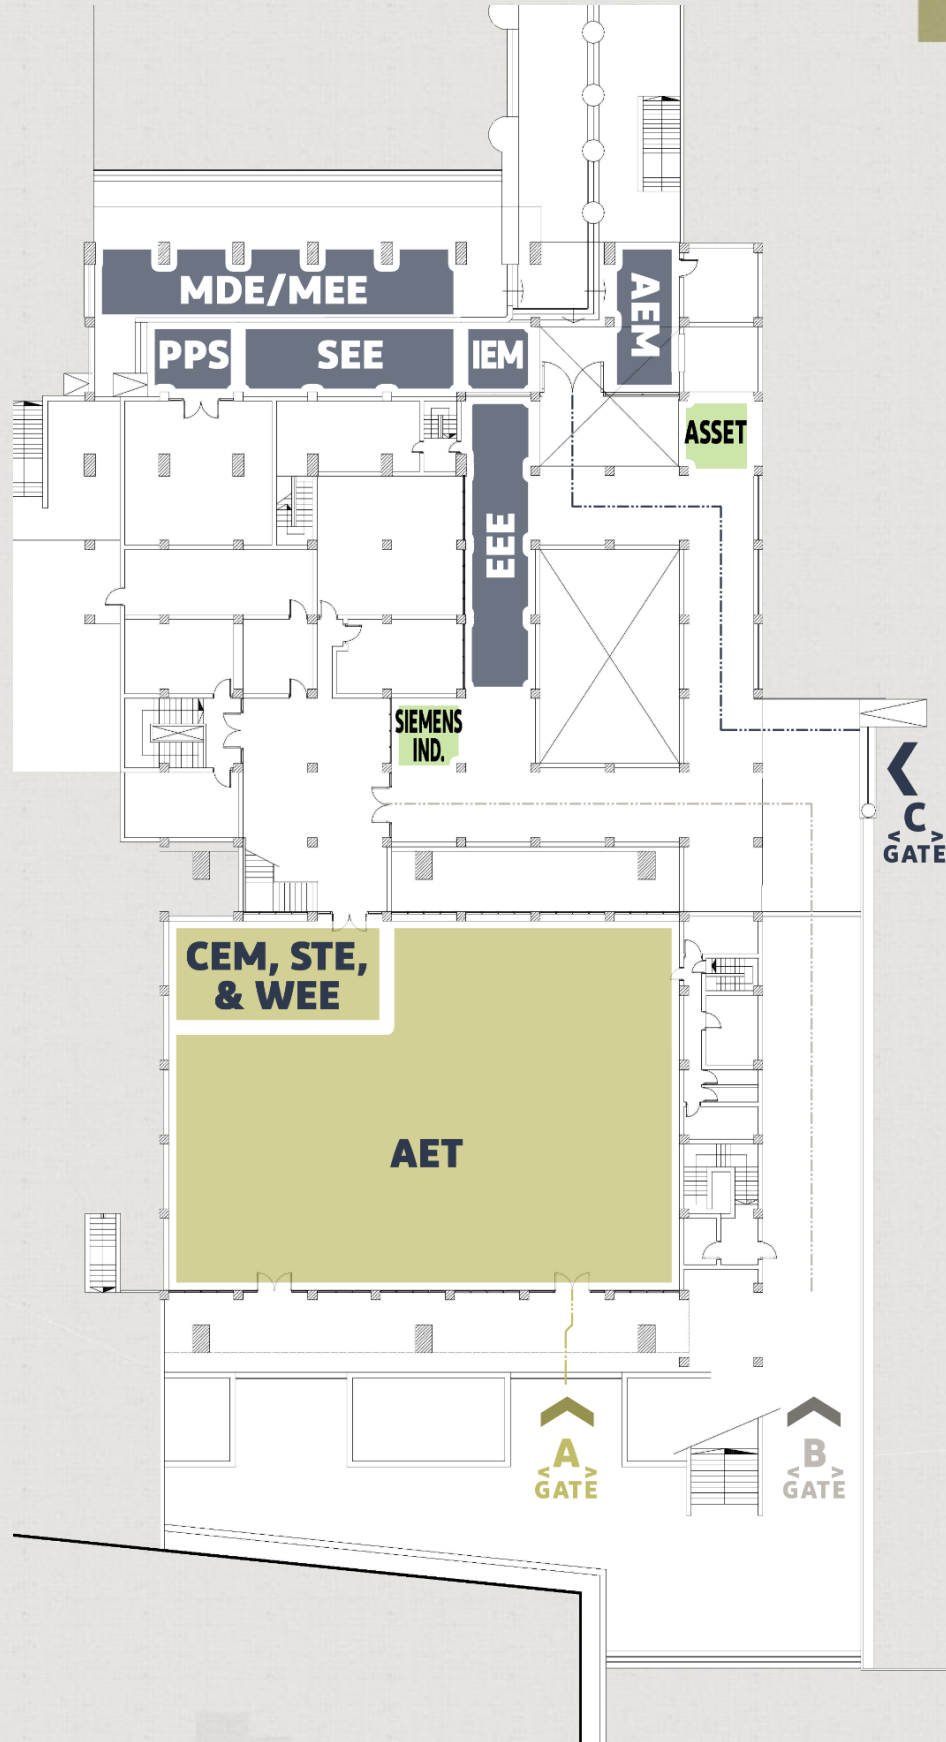 MDE/MEE
AEM
PPS
SEE
IEM
ASSET
EEE
SIEMENS
IND.
C
< >
GATE
CEM, STE,
& WEE
AET
A
< >
GATE
B
< >
GATE